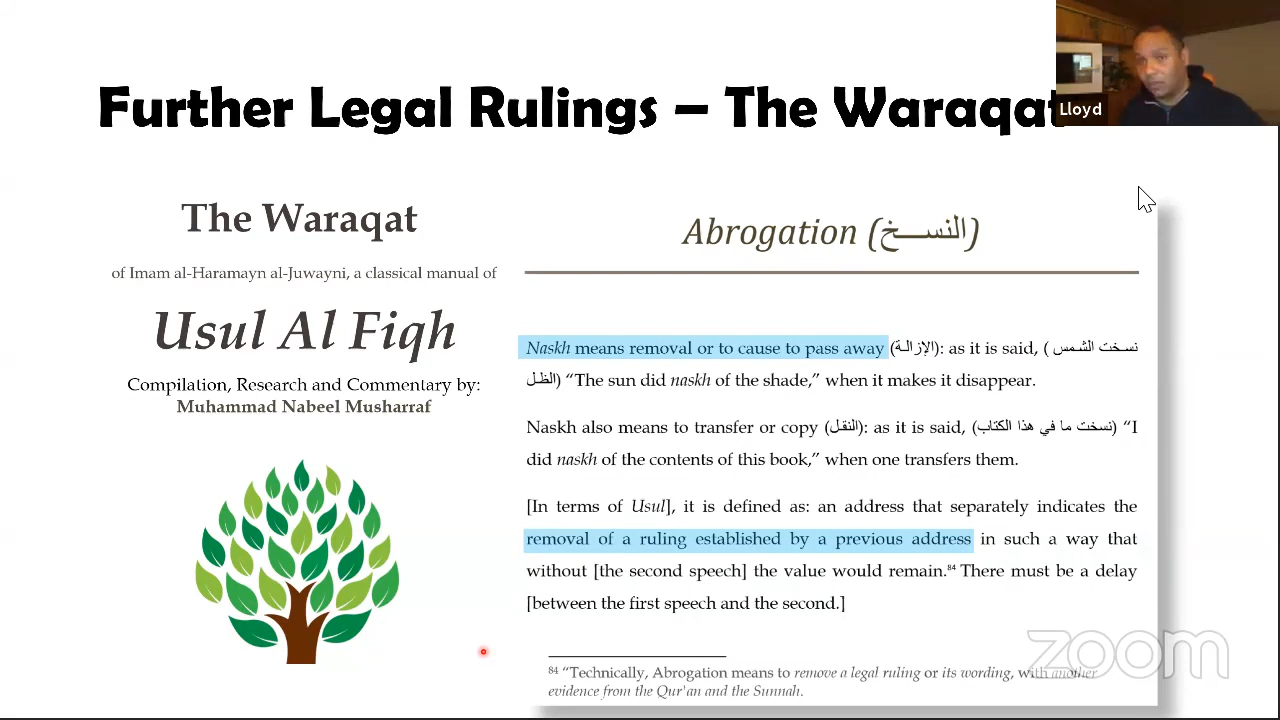 Further Legal Rulings – The Waraqat
Lloyd
The Waraqat
of Imam al-Haramayn al-Juwayni, a classical manual of
Usul Al Fiqh
Compilation, Research and Commentary by:
Muhammad Nabeel Musharraf
Abrogation (النســـخ)
Naskh means removal or to cause to pass away (الإزالـة): as it is said, (نسـخت الشـمس
الظـل) “The sun did naskh of the shade,” when it makes it disappear.
Naskh also means to transfer or copy (النقـل): as it is said, (نسخت ما في هذا الكتاب) “I
did naskh of the contents of this book,” when one transfers them.
[In terms of Usul], it is defined as: an address that separately indicates the
removal of a ruling established by a previous address in such a way that
without [the second speech] the value would remain.⁸⁴ There must be a delay
[between the first speech and the second.]
⁸⁴ “Technically, Abrogation means to remove a legal ruling or its wording, with another
evidence from the Qur'an and the Sunnah.
zoom